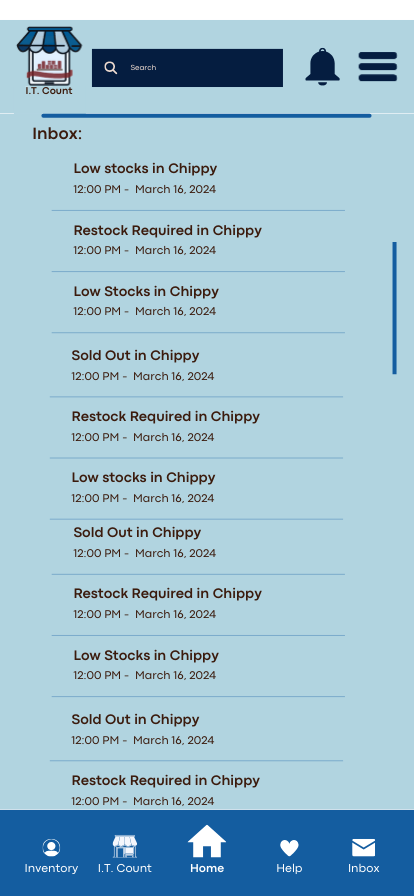 I.T. Count
Search
Inbox:
Low stocks in Chippy
12:00 PM - March 16, 2024
Restock Required in Chippy
12:00 PM - March 16, 2024
Low Stocks in Chippy
12:00 PM - March 16, 2024
Sold Out in Chippy
12:00 PM - March 16, 2024
Restock Required in Chippy
12:00 PM - March 16, 2024
Low stocks in Chippy
12:00 PM - March 16, 2024
Sold Out in Chippy
12:00 PM - March 16, 2024
Restock Required in Chippy
12:00 PM - March 16, 2024
Low Stocks in Chippy
12:00 PM - March 16, 2024
Sold Out in Chippy
12:00 PM - March 16, 2024
Restock Required in Chippy
12:00 PM - March 16, 2024
Inventory I.T. Count Home Help Inbox